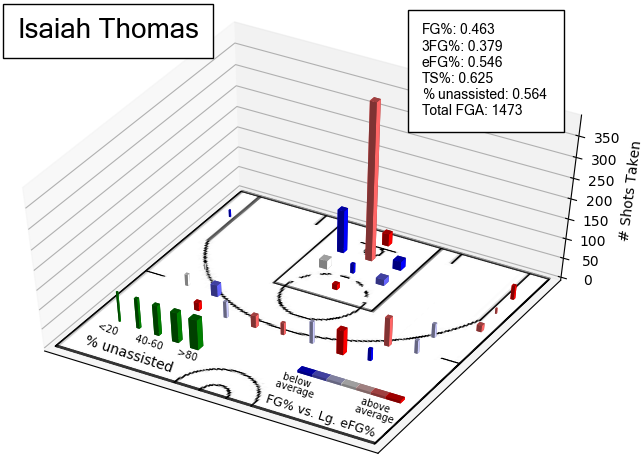 Isaiah Thomas
FG%: 0.463
3FG%: 0.379
eFG%: 0.546
TS%: 0.625
% unassisted: 0.564
Total FGA: 1473
350
300
250
200
150
100
50
0
# Shots Taken
<20
40-60
>80
% unassisted
below
average
above
average
FG% vs. Lg. eFG%